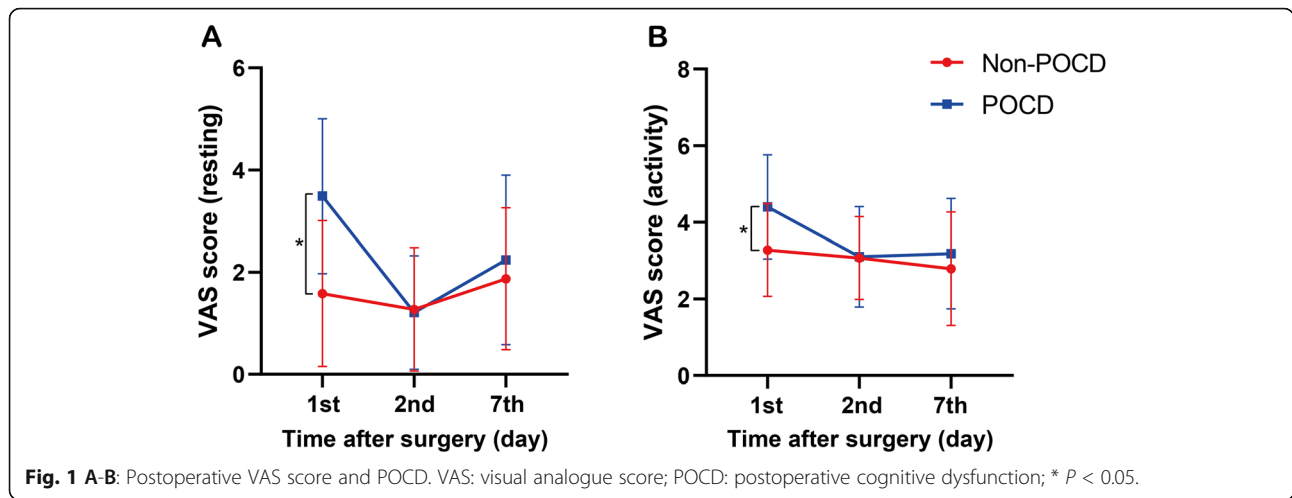 A
6
4
2
0
VAS score (resting)
*
1st 2nd 7th
Time after surgery (day)
B
8
6
4
2
0
VAS score (activity)
*
1st 2nd 7th
Time after surgery (day)
Non-POCD
POCD
Fig. 1 A-B: Postoperative VAS score and POCD. VAS: visual analogue score; POCD: postoperative cognitive dysfunction; * P < 0.05.